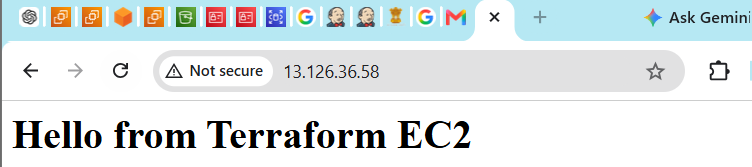 Ask Gemini
Not secure 13.126.36.58
Hello from Terraform EC2